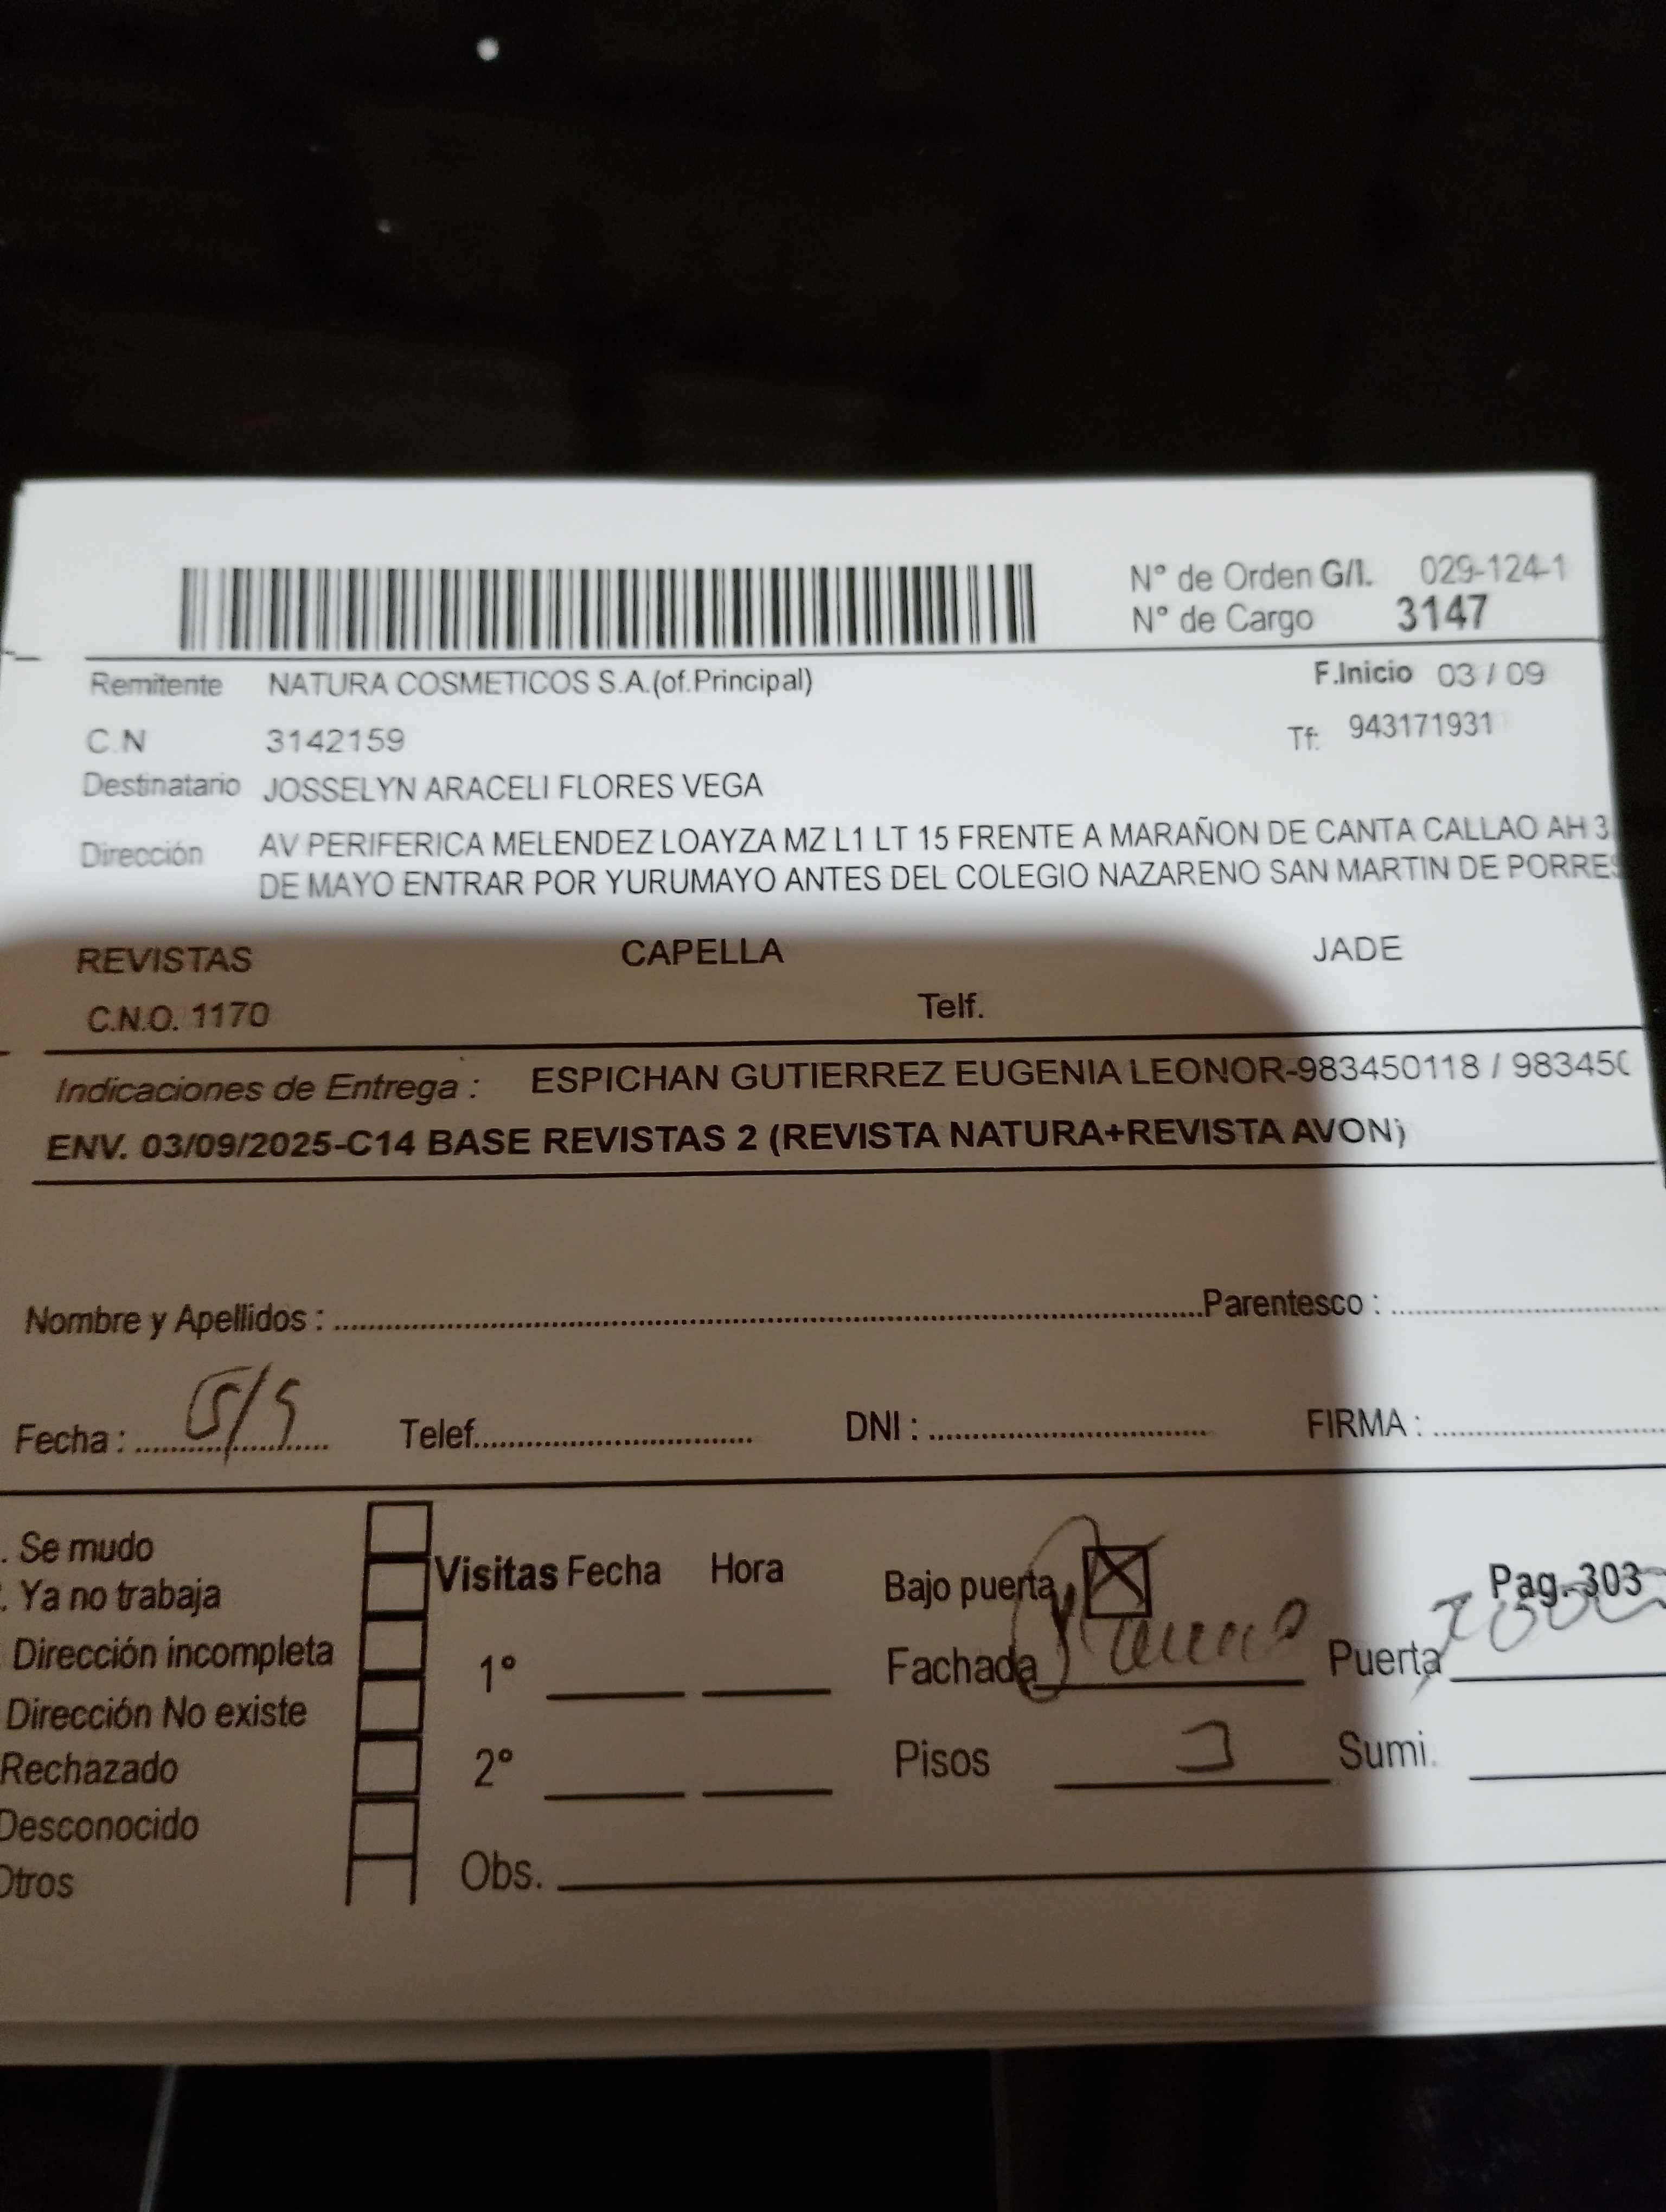 N° de Orden G/I. 029-124-1
N° de Cargo 3147
Remitente NATURA COSMETICOS S.A.(of.Principal) F.Inicio 03 / 09
C.N 3142159 Tf: 943171931
Destinatario JOSSELYN ARACELI FLORES VEGA
Dirección AV PERIFERICA MELENDEZ LOAYZA MZ L1 LT 15 FRENTE A MARAÑON DE CANTA CALLAO AH 3
DE MAYO ENTRAR POR YURUMAYO ANTES DEL COLEGIO NAZARENO SAN MARTIN DE PORRES
REVISTAS CAPELLA JADE
C.N.O. 1170 Telf.
Indicaciones de Entrega : ESPICHAN GUTIERREZ EUGENIA LEONOR-983450118 / 98345
ENV. 03/09/2025-C14 BASE REVISTAS 2 (REVISTA NATURA+REVISTA AVON)
Nombre y Apellidos : Parentesco :
Fecha : 5/9 Telef. DNI : FIRMA :
. Se mudo
. Ya no trabaja
Dirección incompleta
Dirección No existe
Rechazado
Desconocido
Otros
Visitas Fecha Hora
1°
2°
Obs.
Bajo puerta X Pag. 303
Fachada Puerta
Pisos Sumi.